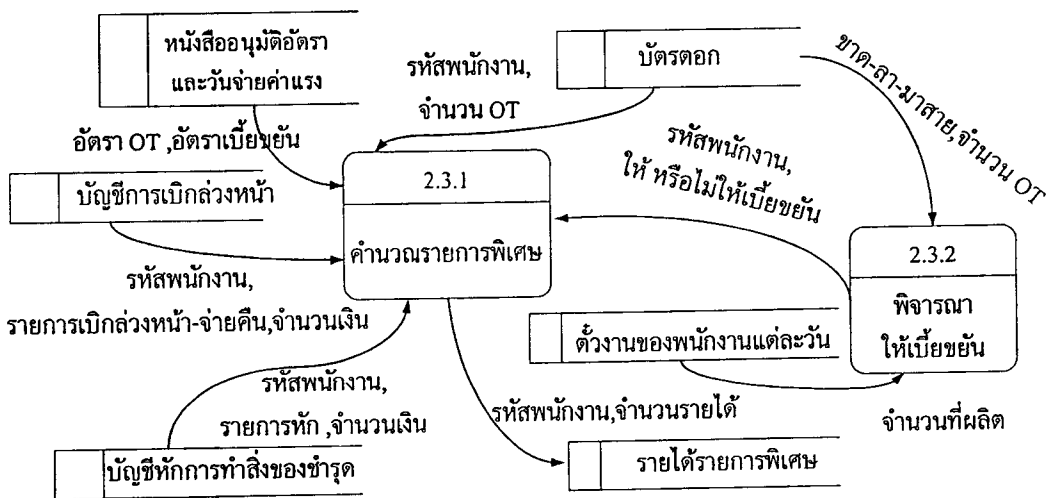 หนังสืออนุมัติอัตรา
และวันจ่ายค่าแรง
รหัสพนักงาน,
จำนวน OT
บัตรตอก
ขาด-ลา-มาสาย,จำนวน OT
อัตรา OT ,อัตราเบี้ยขยัน
รหัสพนักงาน,
ให้ หรือไม่ให้เบี้ยขยัน
บัญชีการเบิกล่วงหน้า
2.3.1
คำนวณรายการพิเศษ
2.3.2
พิจารณา
ให้เบี้ยขยัน
รหัสพนักงาน,
รายการเบิกล่วงหน้า-จ่ายคืน,จำนวนเงิน
ตั๋วงานของพนักงานแต่ละวัน
รหัสพนักงาน,
รายการหัก ,จำนวนเงิน
รหัสพนักงาน,จำนวนรายได้
จำนวนที่ผลิต
บัญชีหักการทำสิ่งของชำรุด
รายได้รายการพิเศษ